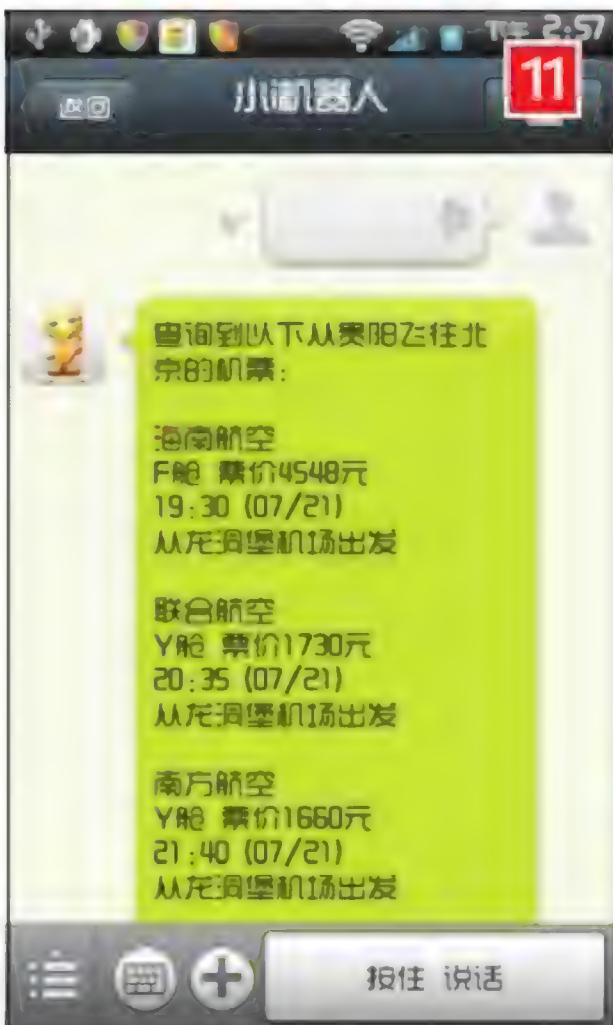 下午 2:57
11
返回
小i机器人
查询到以下从贵阳飞往北
京的机票:
海南航空
F舱 票价4548元
19:30 (07/21)
从龙洞堡机场出发
联合航空
Y舱 票价1730元
20:35 (07/21)
从龙洞堡机场出发
南方航空
Y舱 票价1660元
21:40 (07/21)
从龙洞堡机场出发
按住 说话